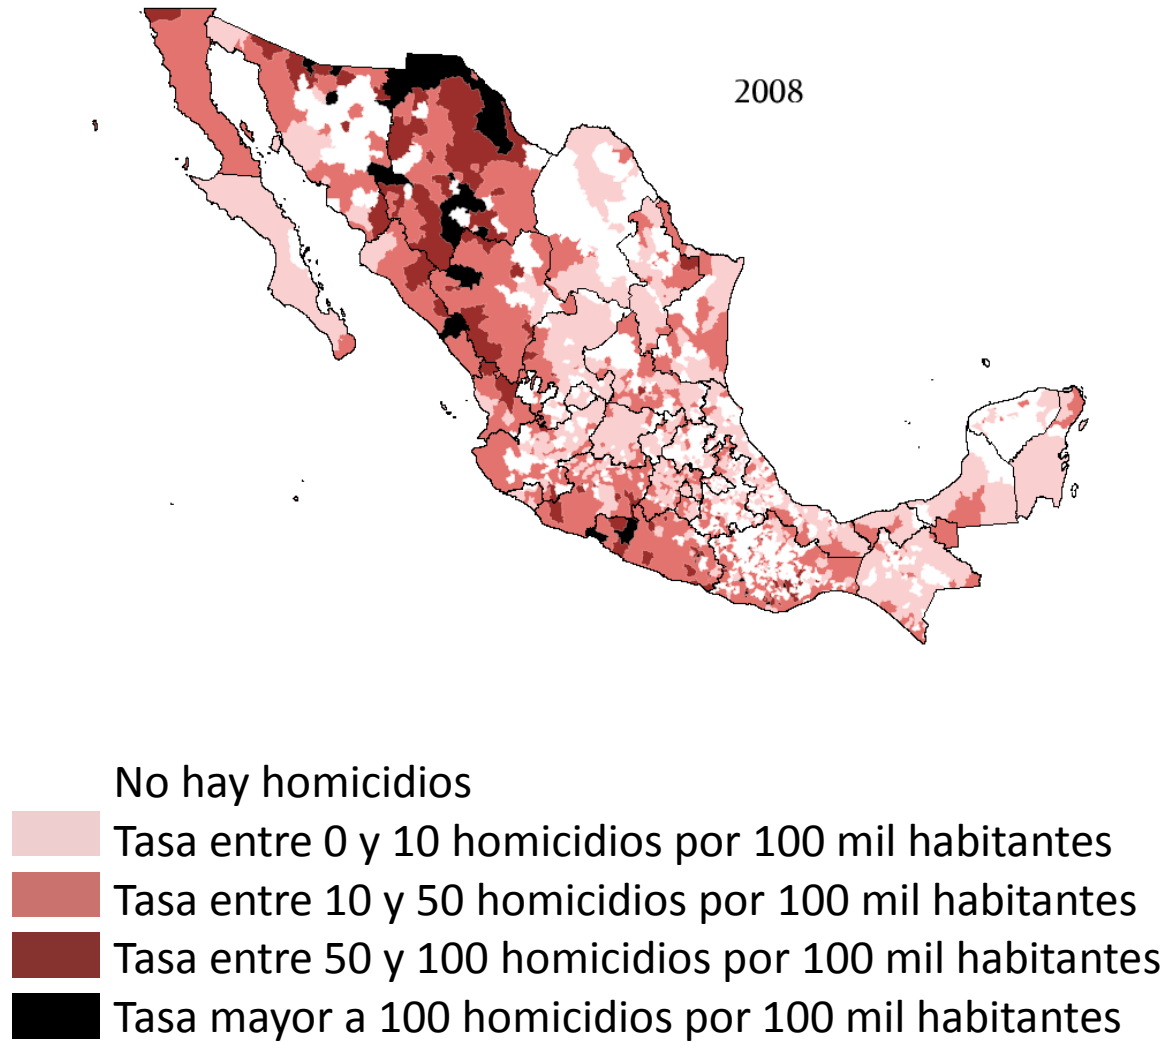 2008
No hay homicidios
Tasa entre 0 y 10 homicidios por 100 mil habitantes
Tasa entre 10 y 50 homicidios por 100 mil habitantes
Tasa entre 50 y 100 homicidios por 100 mil habitantes
Tasa mayor a 100 homicidios por 100 mil habitantes